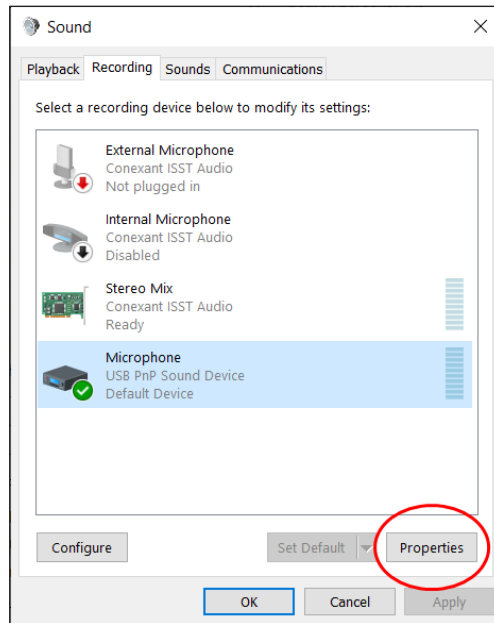 Sound
Playback Recording Sounds Communications
Select a recording device below to modify its settings:
External Microphone
Conexant ISST Audio
Not plugged in
Internal Microphone
Conexant ISST Audio
Disabled
Stereo Mix
Conexant ISST Audio
Ready
Microphone
USB PnP Sound Device
Default Device
Configure Set Default Properties
OK Cancel Apply